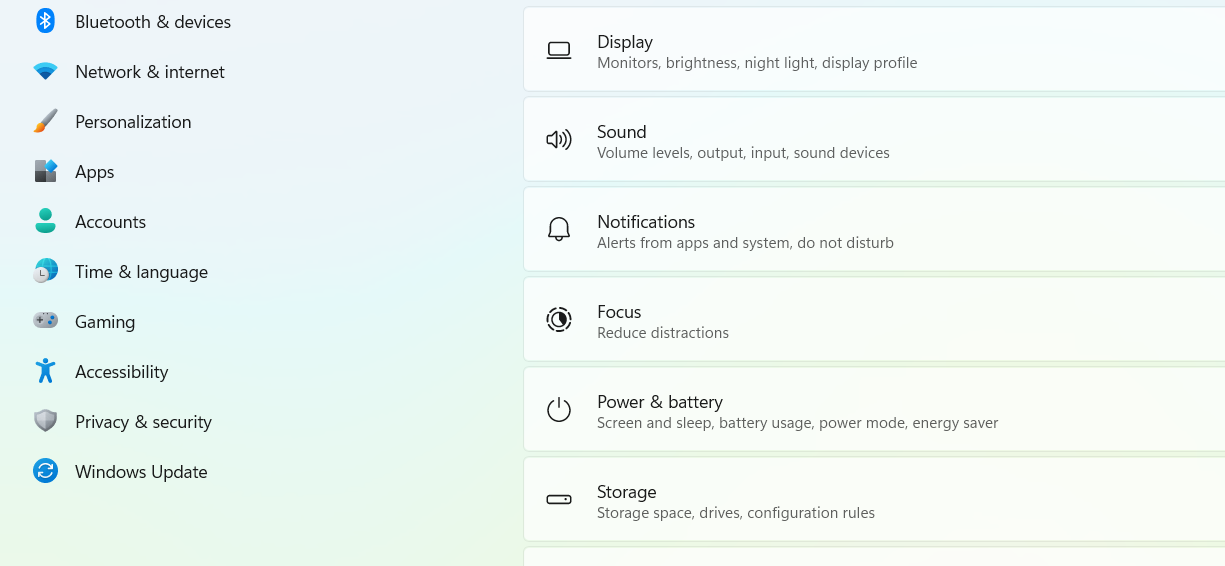 Bluetooth & devices
Network & internet
Personalization
Apps
Accounts
Time & language
Gaming
Accessibility
Privacy & security
Windows Update
Display
Monitors, brightness, night light, display profile
Sound
Volume levels, output, input, sound devices
Notifications
Alerts from apps and system, do not disturb
Focus
Reduce distractions
Power & battery
Screen and sleep, battery usage, power mode, energy saver
Storage
Storage space, drives, configuration rules